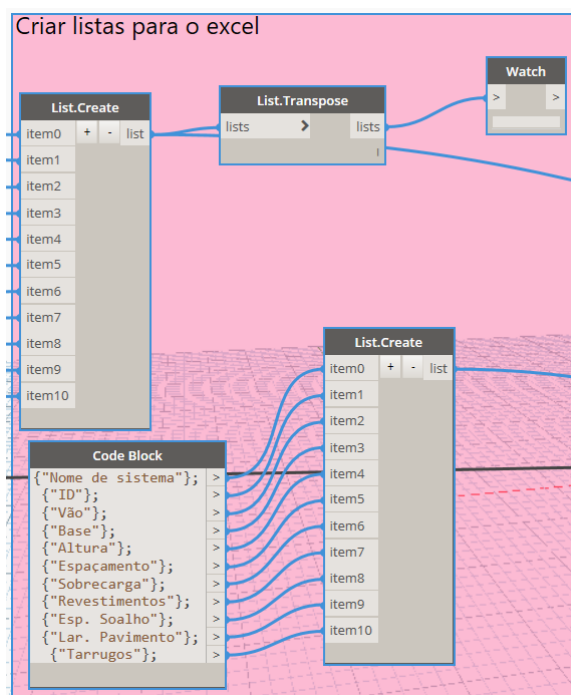 Criar listas para o excel
Watch
> >
List.Create
item0 + - list
item1
item2
item3
item4
item5
item6
item7
item8
item9
item10
List.Transpose
lists > lists
l
List.Create
item0 + - list
item1
item2
item3
item4
item5
item6
item7
item8
item9
item10
Code Block
{"Nome de sistema"}; >
{"ID"}; >
{"Vão"}; >
{"Base"}; >
{"Altura"}; >
{"Espaçamento"}; >
{"Sobrecarga"}; >
{"Revestimentos"}; >
{"Esp. Soalho"}; >
{"Lar. Pavimento"}; >
{"Tarrugos"}; >